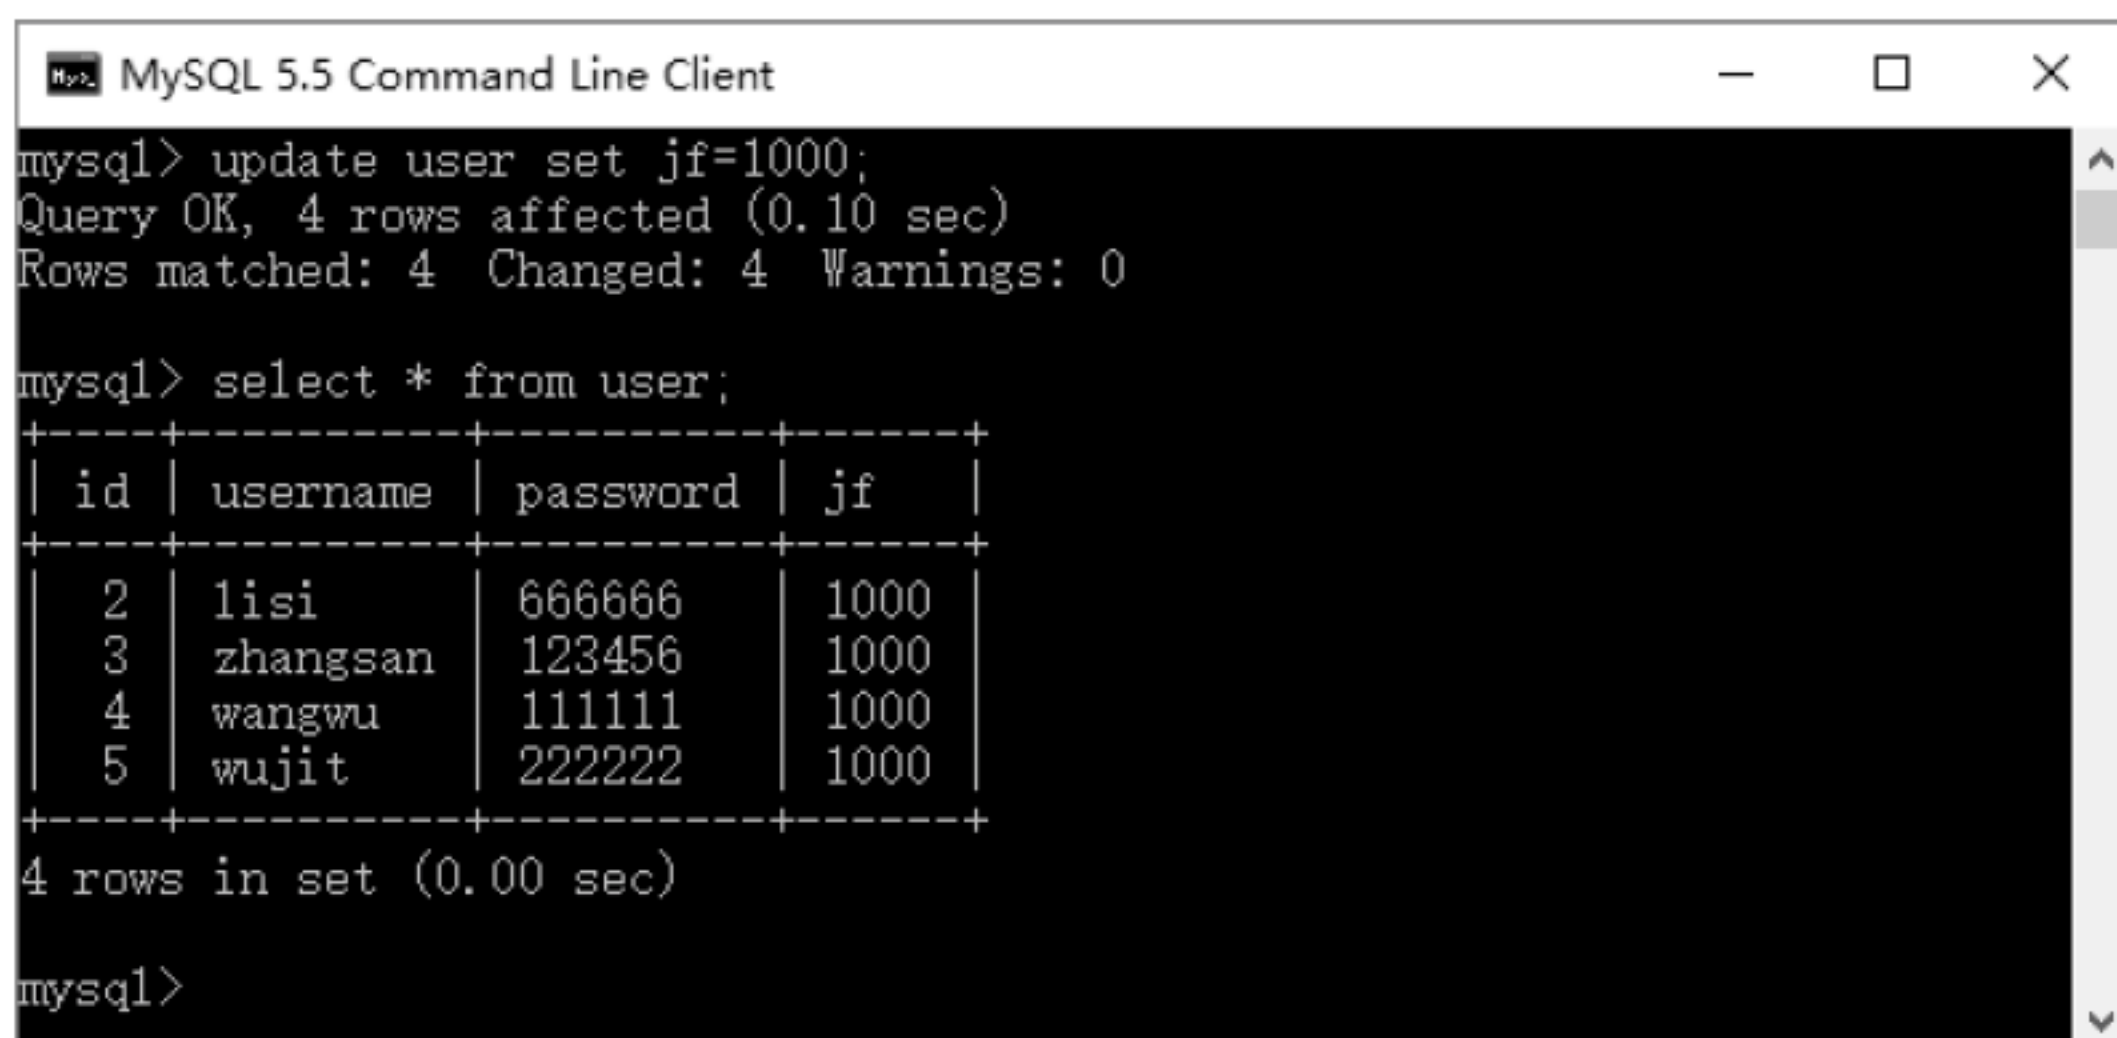 MySQL 5.5 Command Line Client
mysql> update user set jf=1000;
Query OK, 4 rows affected (0.10 sec)
Rows matched: 4  Changed: 4  Warnings: 0
mysql> select * from user;
+----+----------+----------+------+
| id | username | password | jf   |
+----+----------+----------+------+
|  2 | lisi     | 666666   | 1000 |
|  3 | zhangsan | 123456   | 1000 |
|  4 | wangwu   | 111111   | 1000 |
|  5 | wujit    | 222222   | 1000 |
+----+----------+----------+------+
4 rows in set (0.00 sec)
mysql>